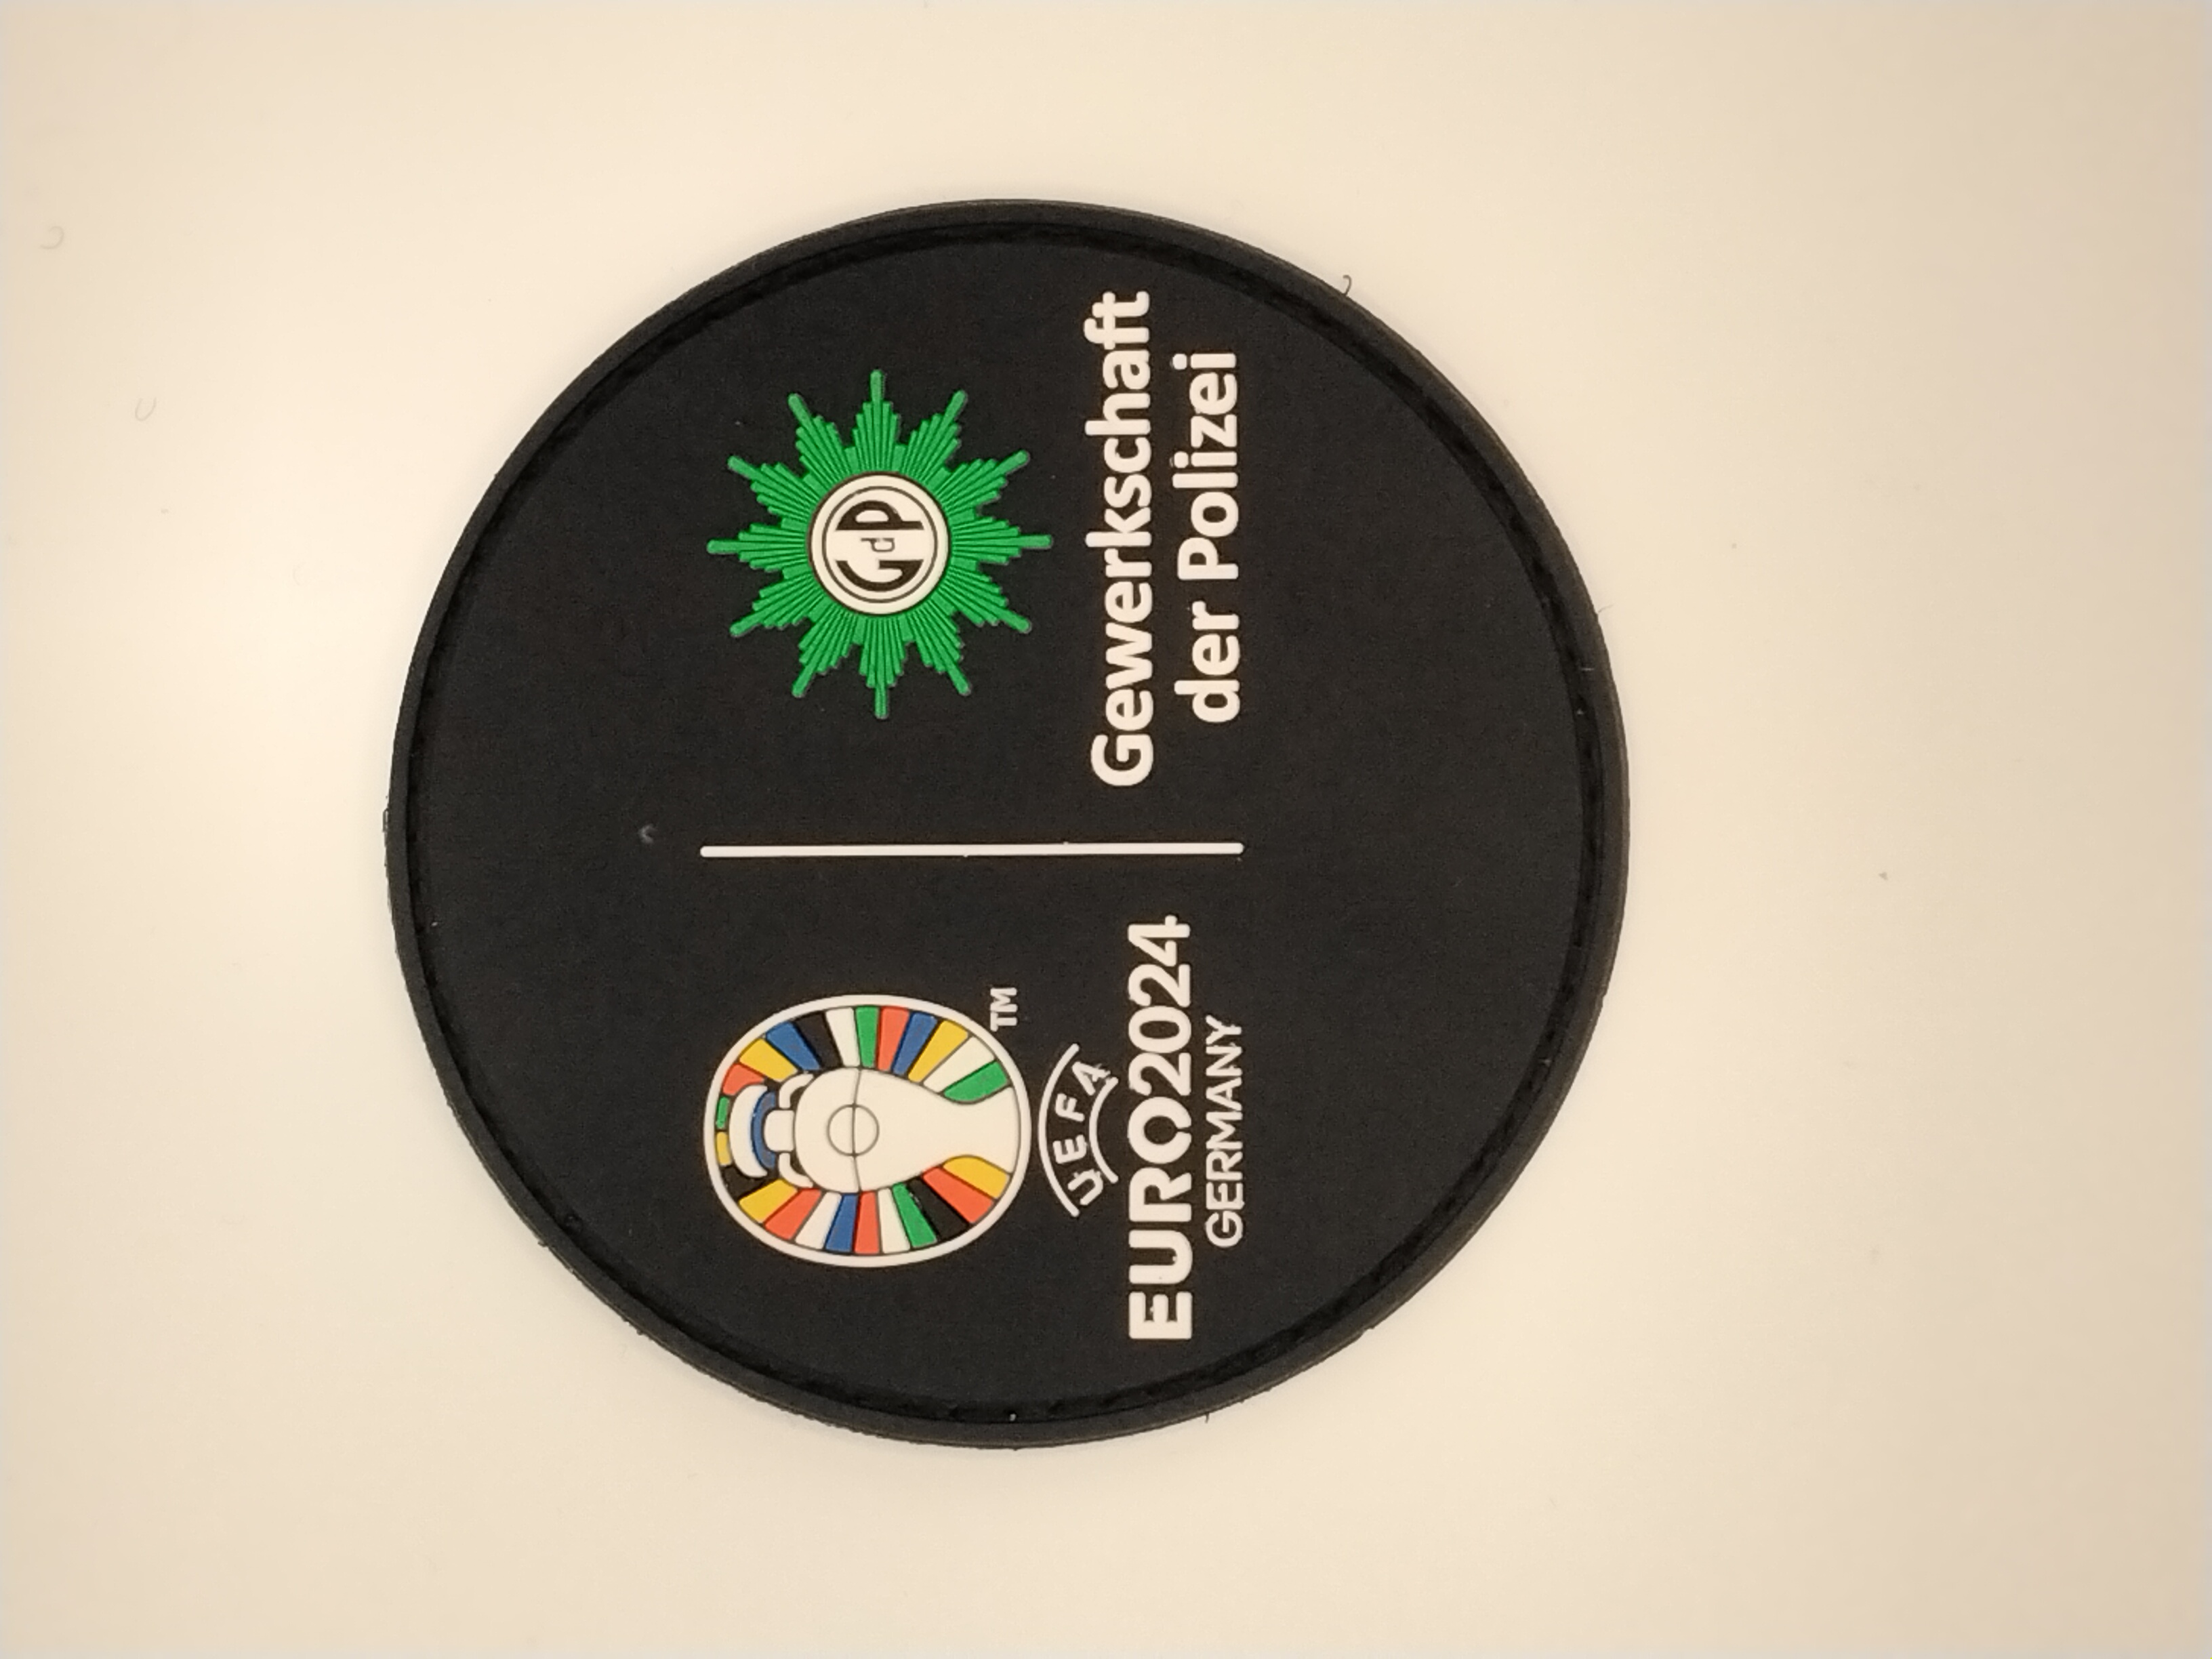 TM
UEFA
EURO2024
GERMANY
GdP
Gewerkschaft
der Polizei